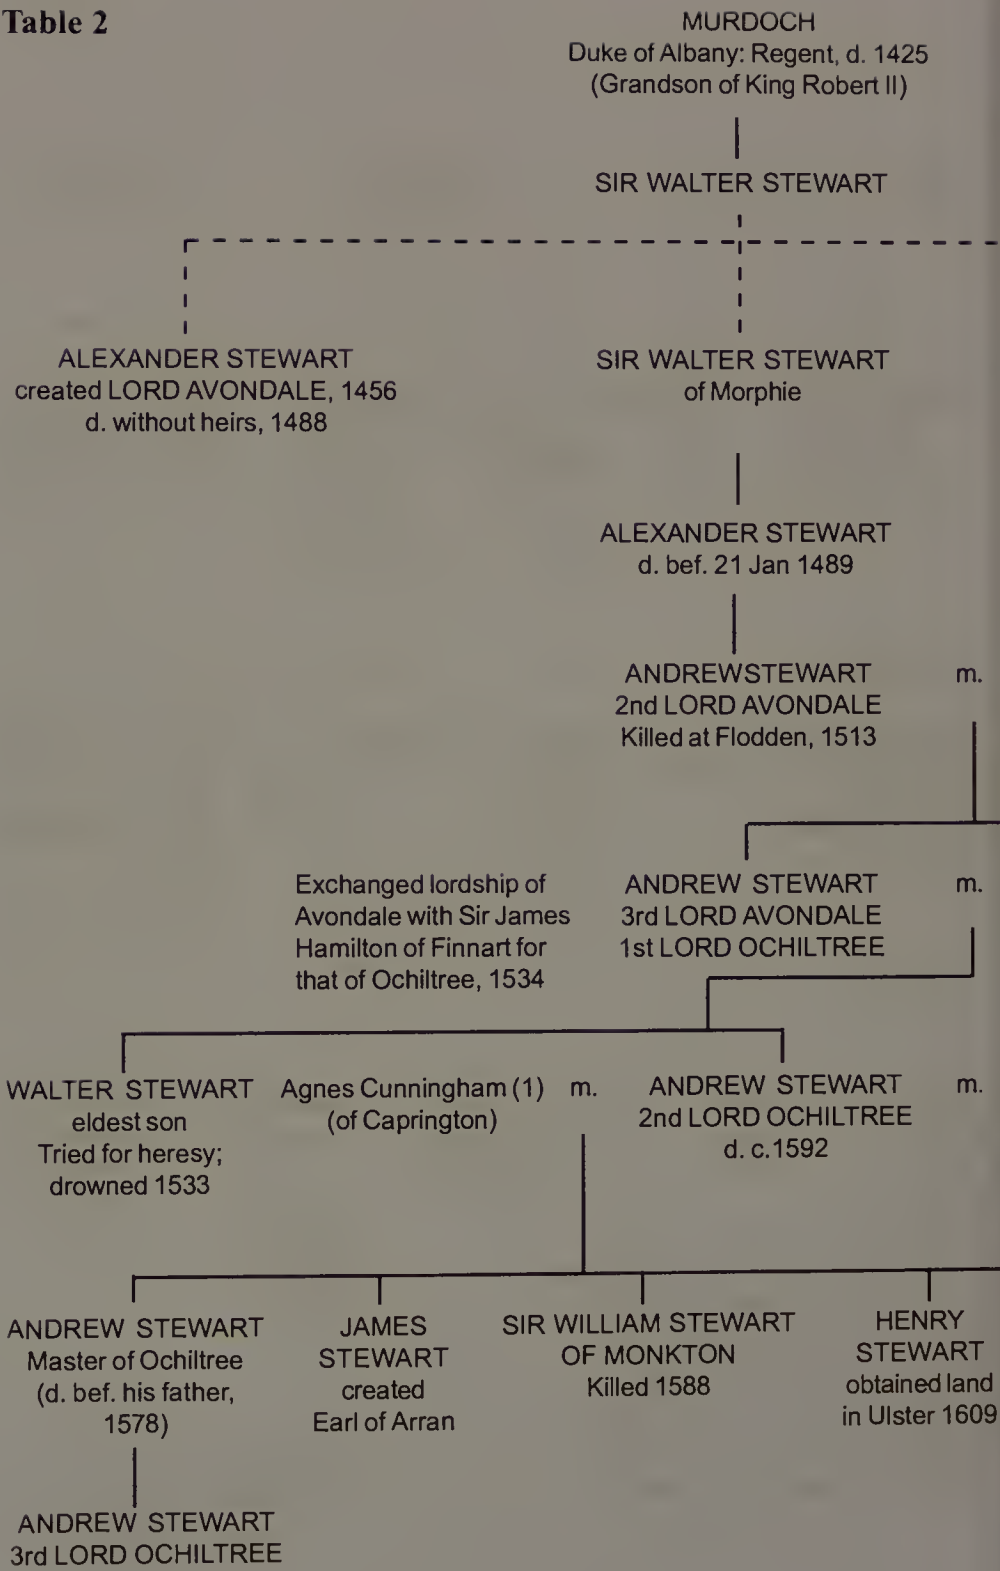 Table 2
MURDOCH
Duke of Albany: Regent, d. 1425
(Grandson of King Robert II)
SIR WALTER STEWART
ALEXANDER STEWART
created LORD AVONDALE, 1456
d. without heirs, 1488
SIR WALTER STEWART
of Morphie
ALEXANDER STEWART
d. bef. 21 Jan 1489
ANDREWSTEWART
2nd LORD AVONDALE
Killed at Flodden, 1513
m.
Exchanged lordship of
Avondale with Sir James
Hamilton of Finnart for
that of Ochiltree, 1534
ANDREW STEWART
3rd LORD AVONDALE
1st LORD OCHILTREE
m.
WALTER STEWART
eldest son
Tried for heresy;
drowned 1533
Agnes Cunningham (1)
(of Caprington)
m.
ANDREW STEWART
2nd LORD OCHILTREE
d. c.1592
m.
ANDREW STEWART
Master of Ochiltree
(d. bef. his father,
1578)
JAMES
STEWART
created
Earl of Arran
SIR WILLIAM STEWART
OF MONKTON
Killed 1588
HENRY
STEWART
obtained land
in Ulster 1609
ANDREW STEWART
3rd LORD OCHILTREE